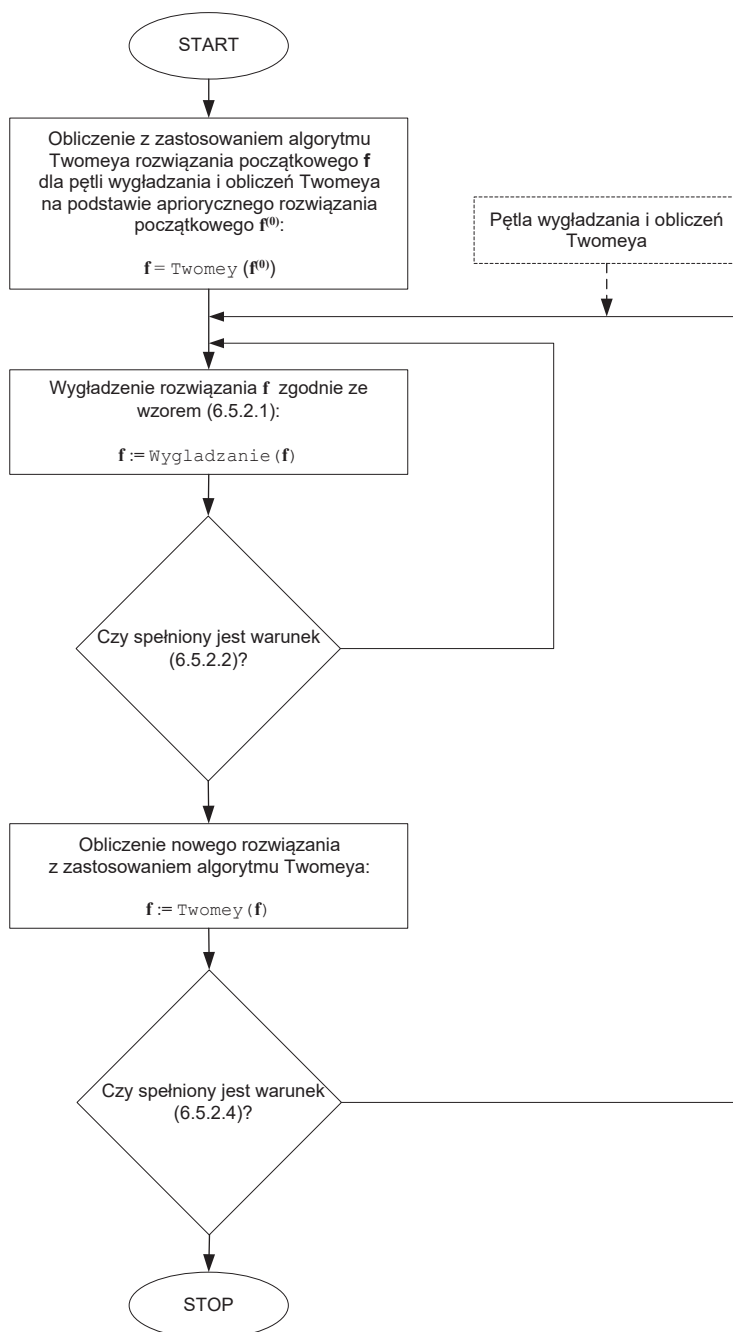 START
Obliczenie z zastosowaniem algorytmu
Twomeya rozwiązania początkowego f
dla pętli wygładzania i obliczeń Twomeya
na podstawie apriorycznego rozwiązania
początkowego f⁽⁰⁾:
f = Twomey (f⁽⁰⁾)
Pętla wygładzania i obliczeń
Twomeya
Wygładzenie rozwiązania f zgodnie ze
wzorem (6.5.2.1):
f := Wygladzanie(f)
Czy spełniony jest warunek
(6.5.2.2)?
Obliczenie nowego rozwiązania
z zastosowaniem algorytmu Twomeya:
f := Twomey(f)
Czy spełniony jest warunek
(6.5.2.4)?
STOP